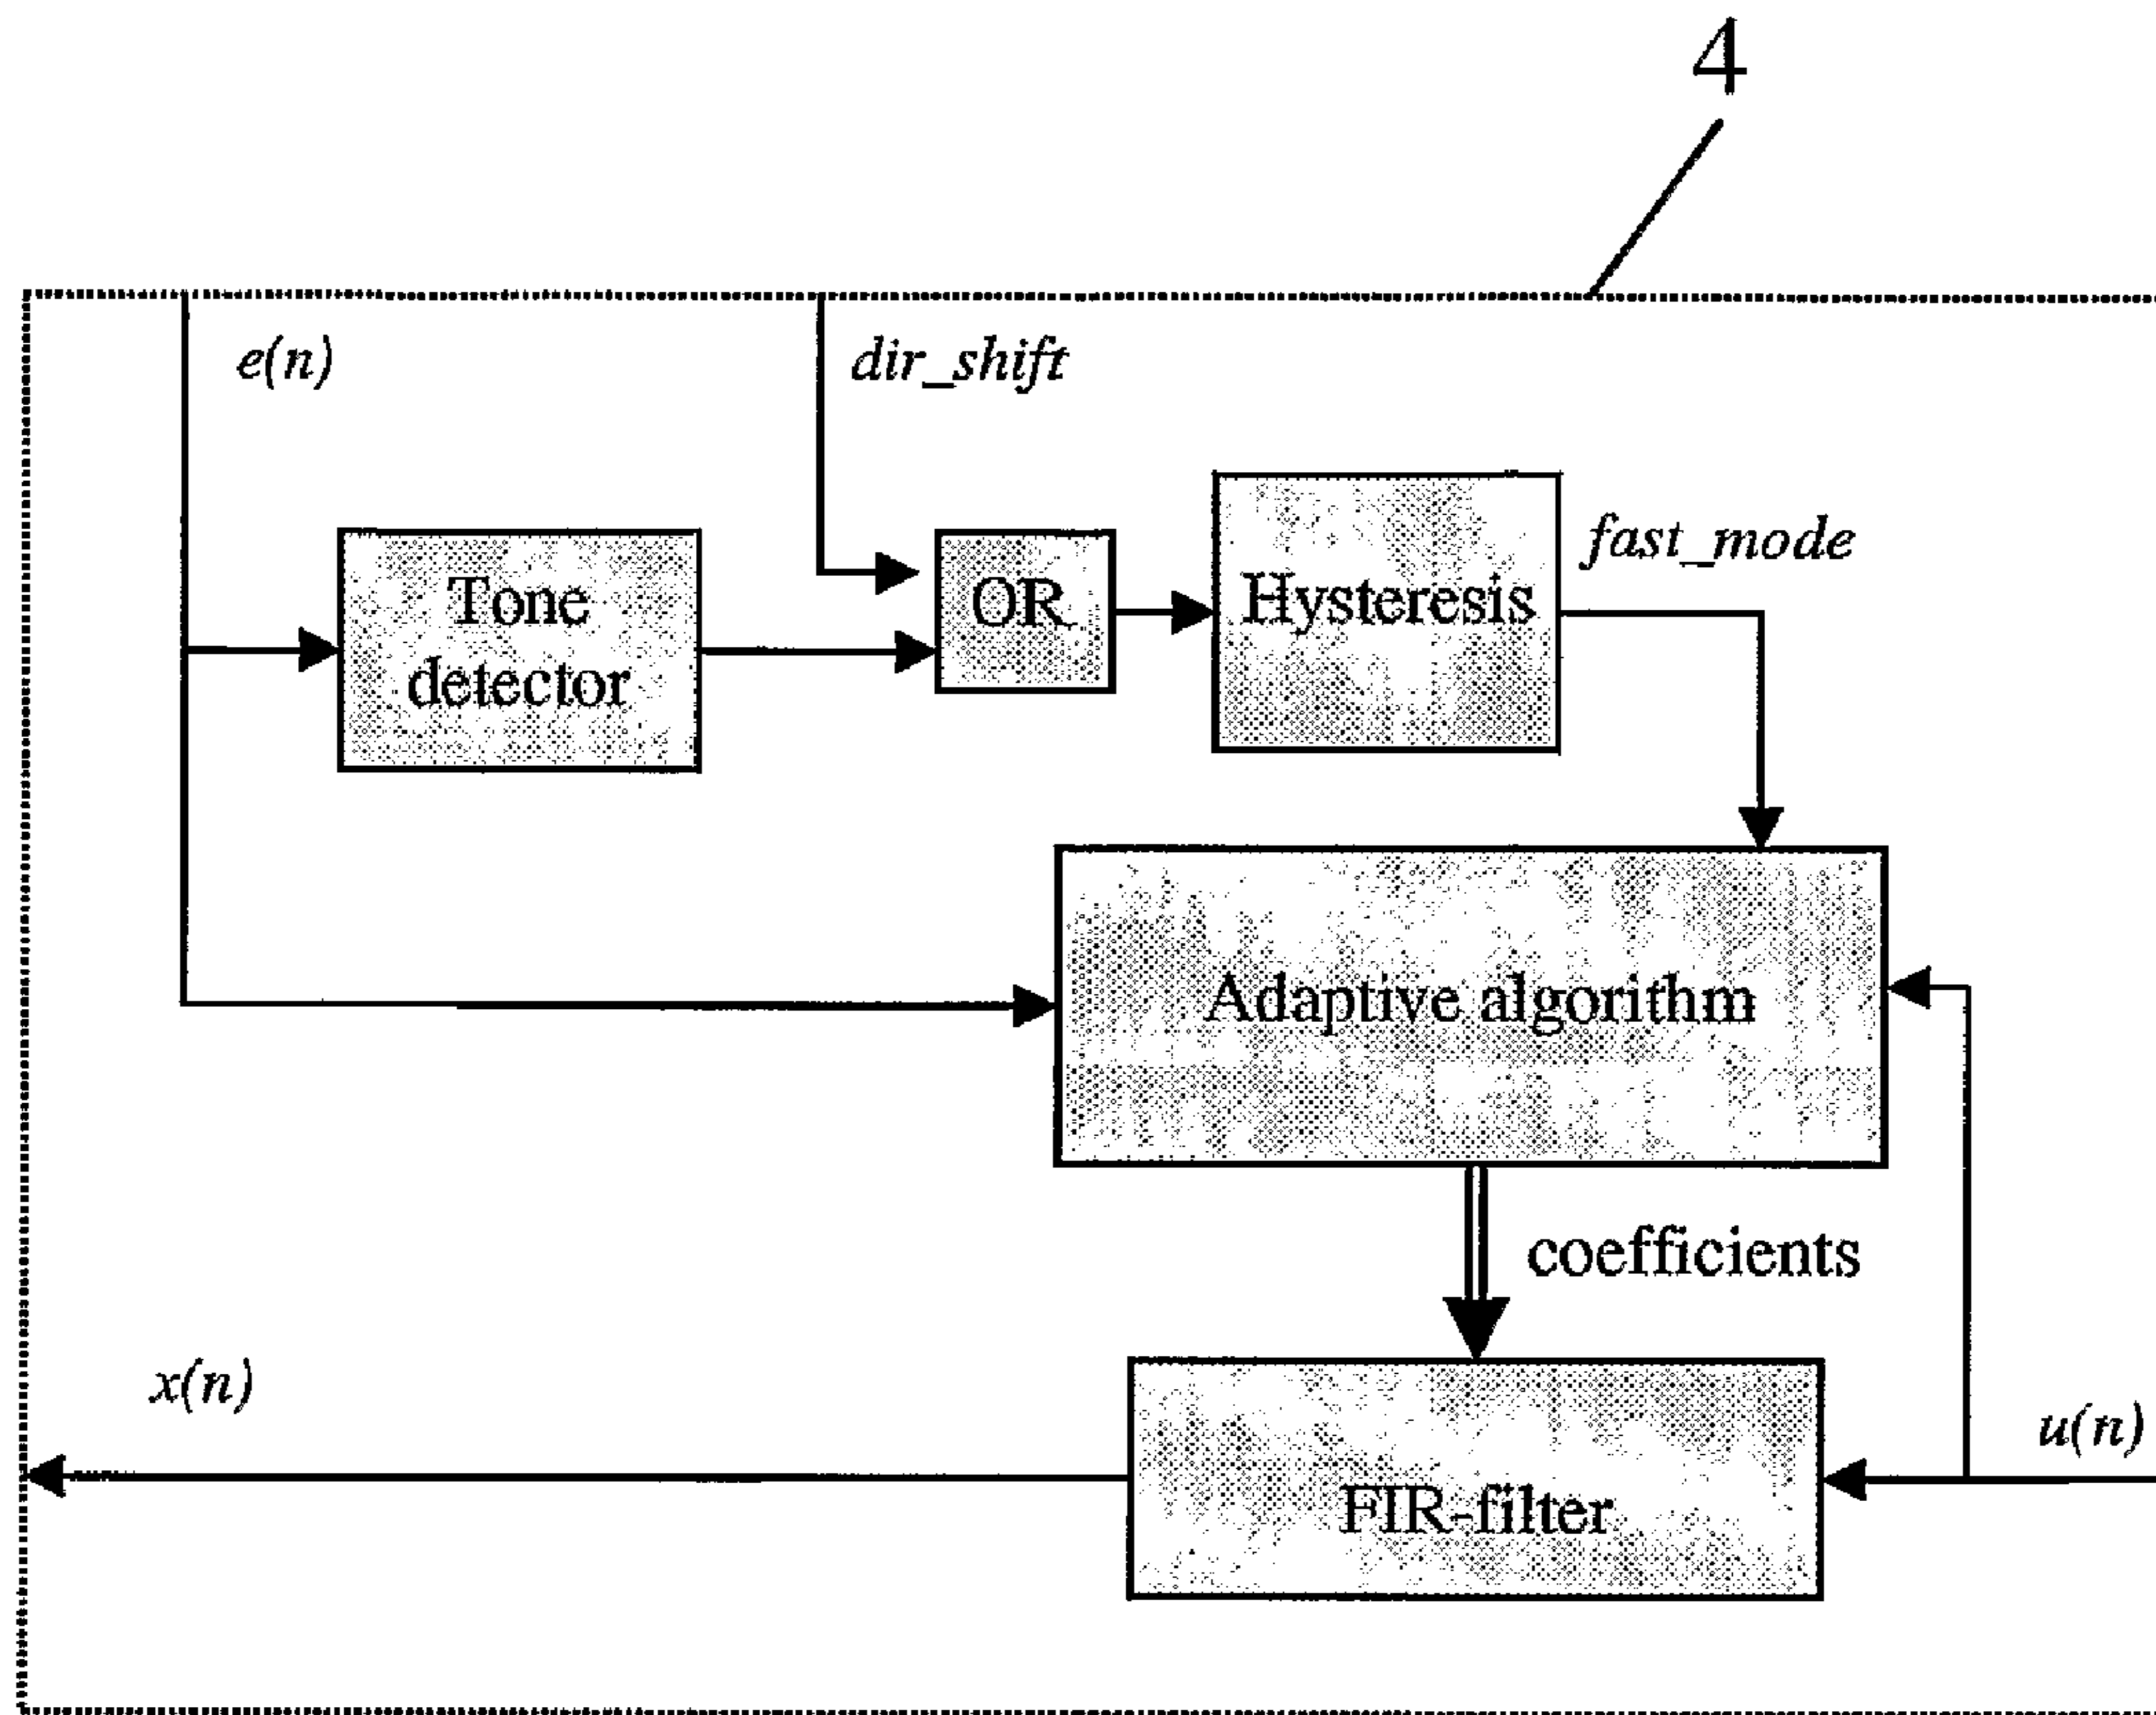 4
e(n)
dir_shift
fast_mode
Tone
detector
OR
Hysteresis
Adaptive algorithm
coefficients
x(n)
u(n)
FIR-filter